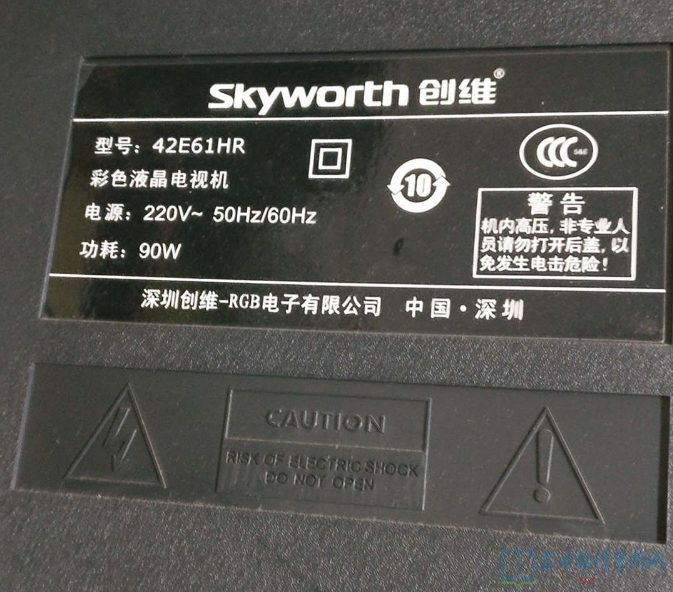 Skyworth 创维®
型号：42E61HR
彩色液晶电视机
电源：220V~ 50Hz/60Hz
功耗：90W
10
CCC S&E
警告
机内高压，非专业人
员请勿打开后盖，以
免发生电击危险！
深圳创维-RGB电子有限公司 中国·深圳
CAUTION
RISK OF ELECTRIC SHOCK
DO NOT OPEN